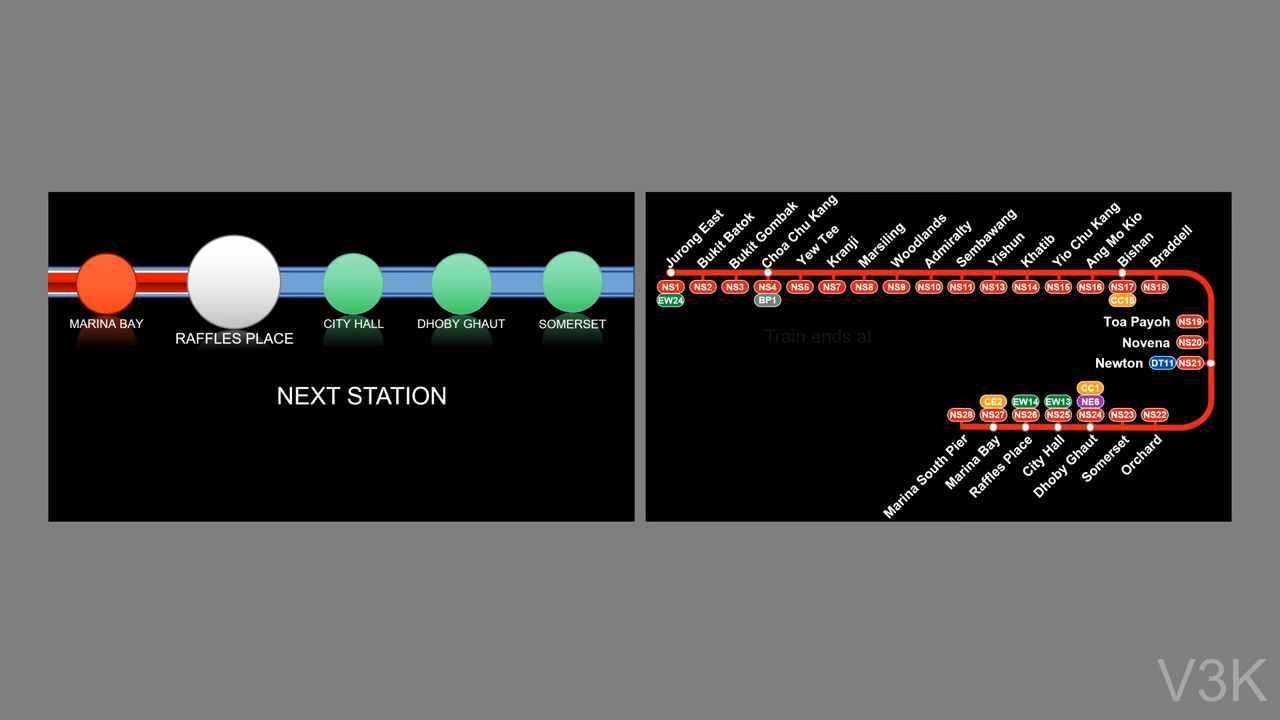 MARINA BAY
RAFFLES PLACE
CITY HALL
DHOBY GHAUT
SOMERSET
NEXT STATION
Jurong East
Bukit Batok
Bukit Gombak
Choa Chu Kang
Yew Tee
Kranji
Marsiling
Woodlands
Admiralty
Sembawang
Yishun
Khatib
Yio Chu Kang
Ang Mo Kio
Bishan
Braddell
NS1 NS2 NS3 NS4 NS5 NS7 NS8 NS9 NS10 NS11 NS13 NS14 NS15 NS16 NS17 NS18
EW24 BP1 CC15
Toa Payoh NS19
Train ends at
Novena NS20
Newton DT11 NS21
CC1
CE2 EW14 EW13 NE6
NS28 NS27 NS26 NS25 NS24 NS23 NS22
Marina South Pier
Marina Bay
Raffles Place
City Hall
Dhoby Ghaut
Somerset
Orchard
V3K